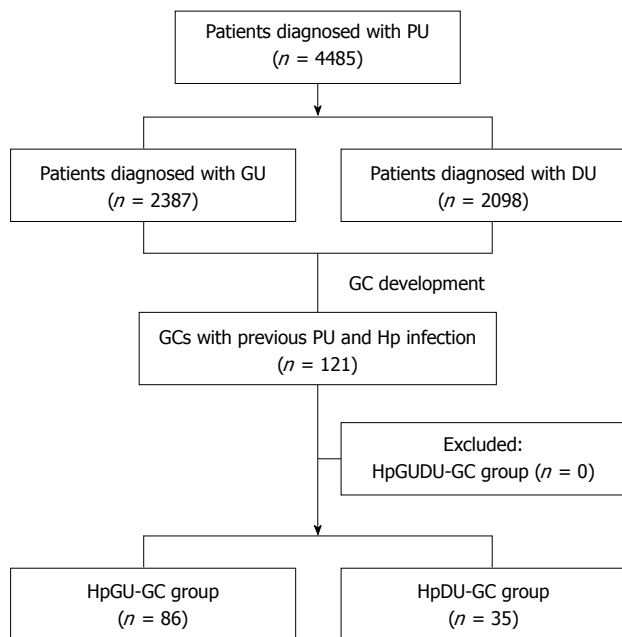 Patients diagnosed with PU
(n = 4485)
Patients diagnosed with GU
(n = 2387)
Patients diagnosed with DU
(n = 2098)
GC development
GCs with previous PU and Hp infection
(n = 121)
Excluded:
HpGUDU-GC group (n = 0)
HpGU-GC group
(n = 86)
HpDU-GC group
(n = 35)